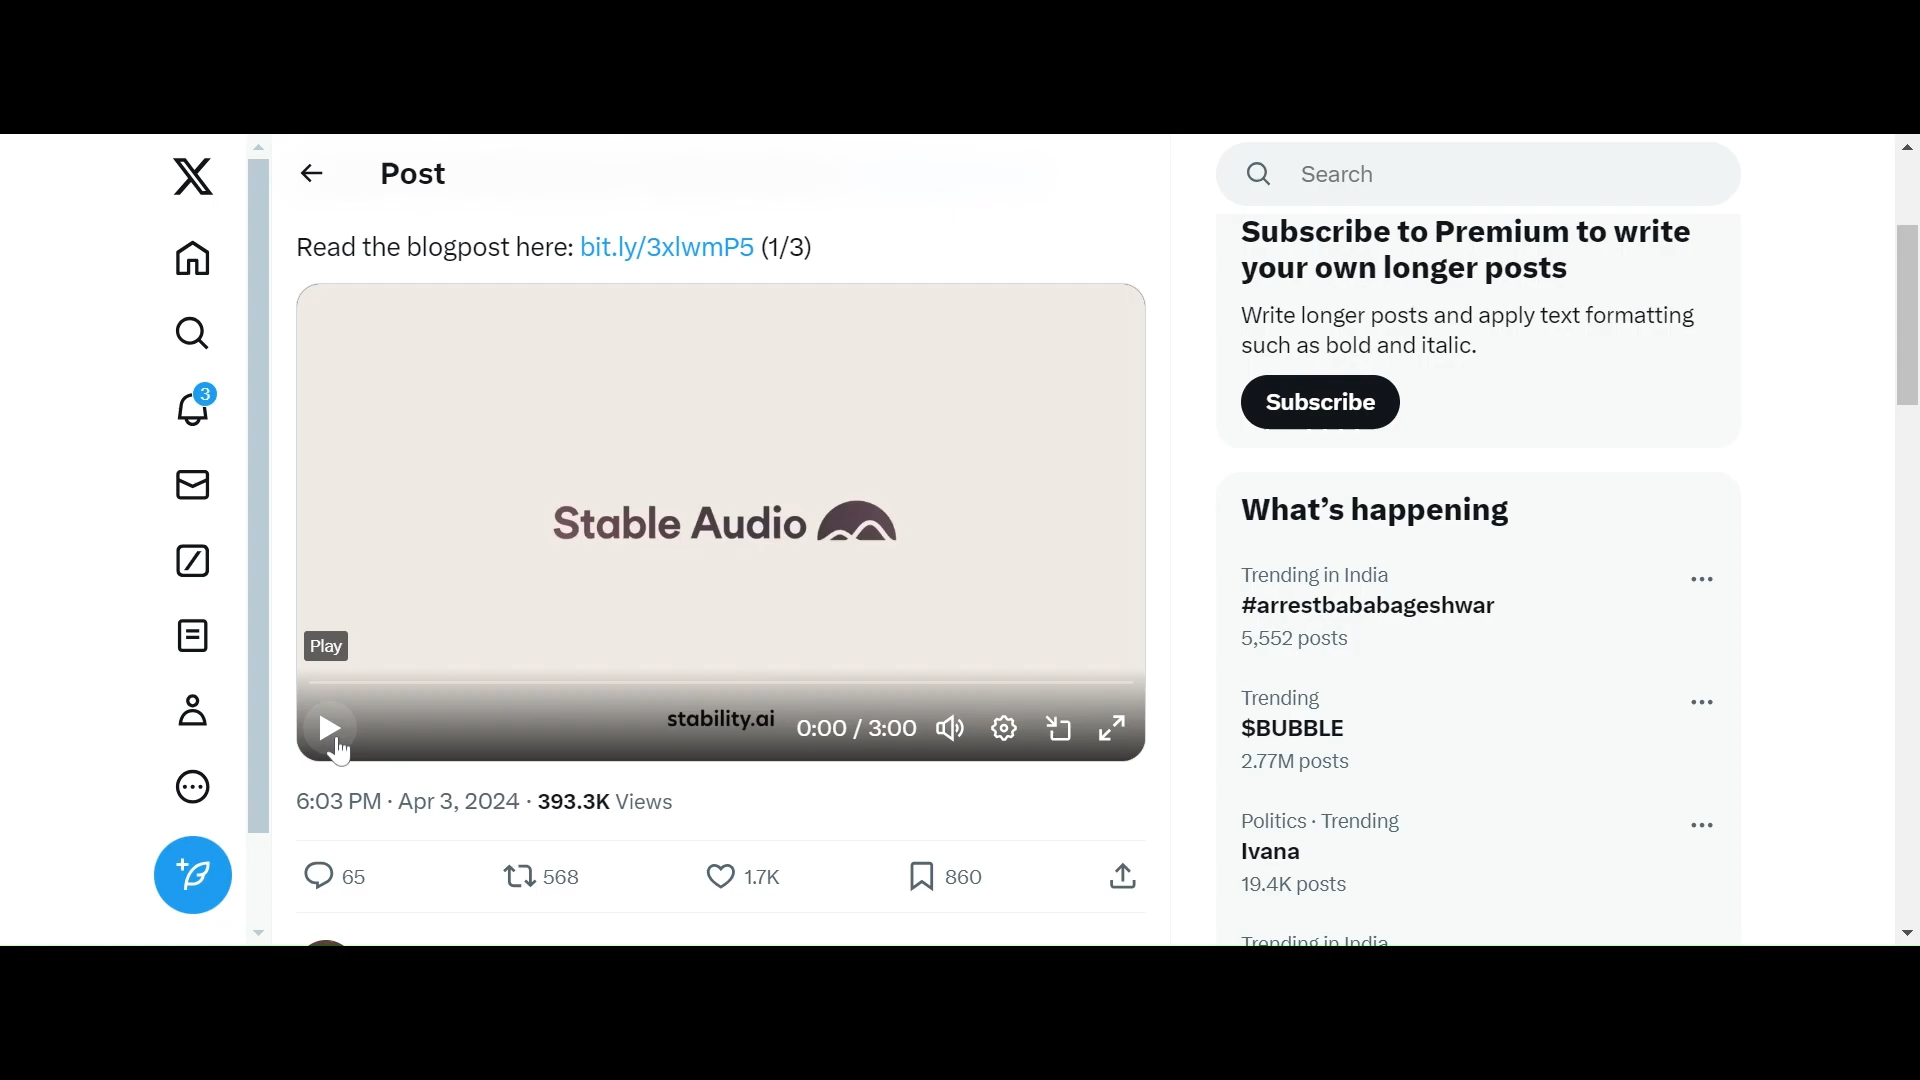 Post
Read the blogpost here: bit.ly/3xlwmP5 (1/3)
Stable Audio
Play
stability.ai
0:00 / 3:00
6:03 PM · Apr 3, 2024 · 393.3K Views
65
568
1.7K
860
3
Search
Subscribe to Premium to write
your own longer posts
Write longer posts and apply text formatting
such as bold and italic.
Subscribe
What’s happening
Trending in India
#arrestbababageshwar
5,552 posts
Trending
$BUBBLE
2.77M posts
Politics · Trending
Ivana
19.4K posts
Trending in India